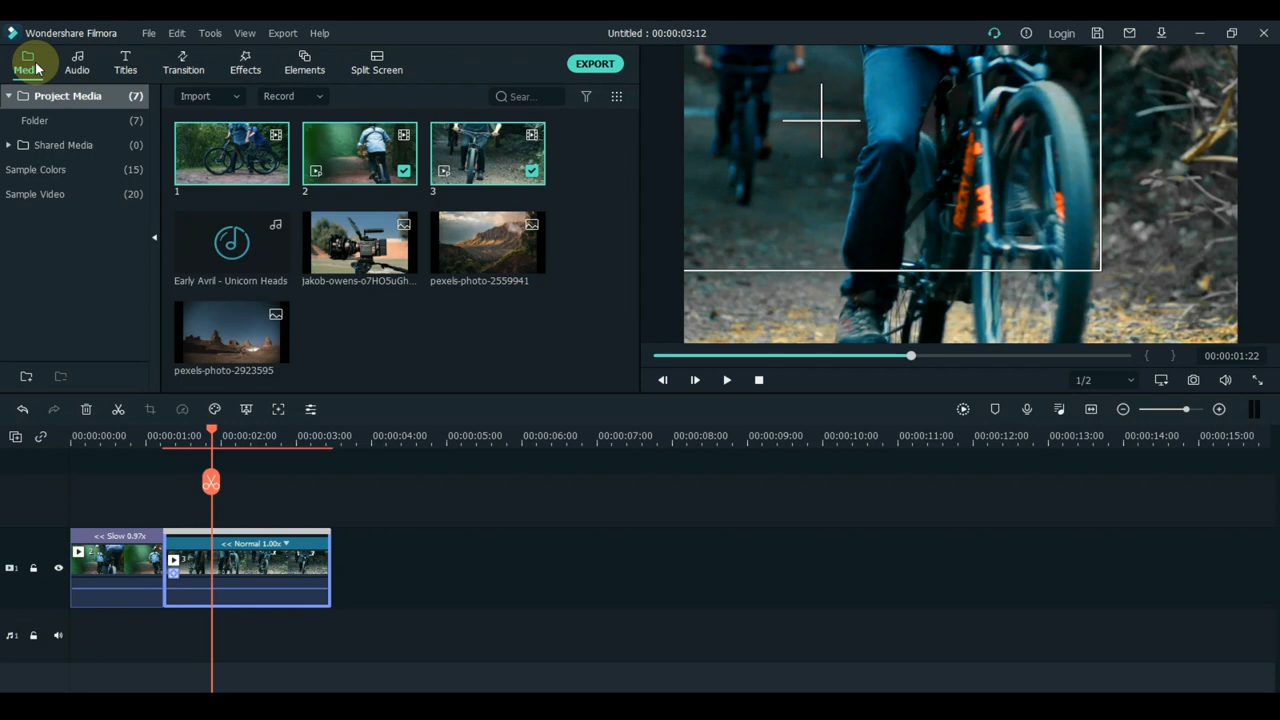 Wondershare Filmora File Edit Tools View Export Help Untitled : 00:00:03:12 Login
Media Audio Titles Transition Effects Elements Split Screen EXPORT
Project Media (7) Import Record Sear...
Folder (7)
Shared Media (0)
Sample Colors (15)
Sample Video (20)
1 2 3
Early Avril - Unicorn Heads jakob-owens-o7HO5uGh... pexels-photo-2559941
pexels-photo-2923595
00:00:01:22
1/2
00:00:00:00 00:00:01:00 00:00:02:00 00:00:03:00 00:00:04:00 00:00:05:00 00:00:06:00 00:00:07:00 00:00:08:00 00:00:09:00 00:00:10:00 00:00:11:00 00:00:12:00 00:00:13:00 00:00:14:00 00:00:15:00
<< Slow 0.97x << Normal 1.00x
2 3
1
1